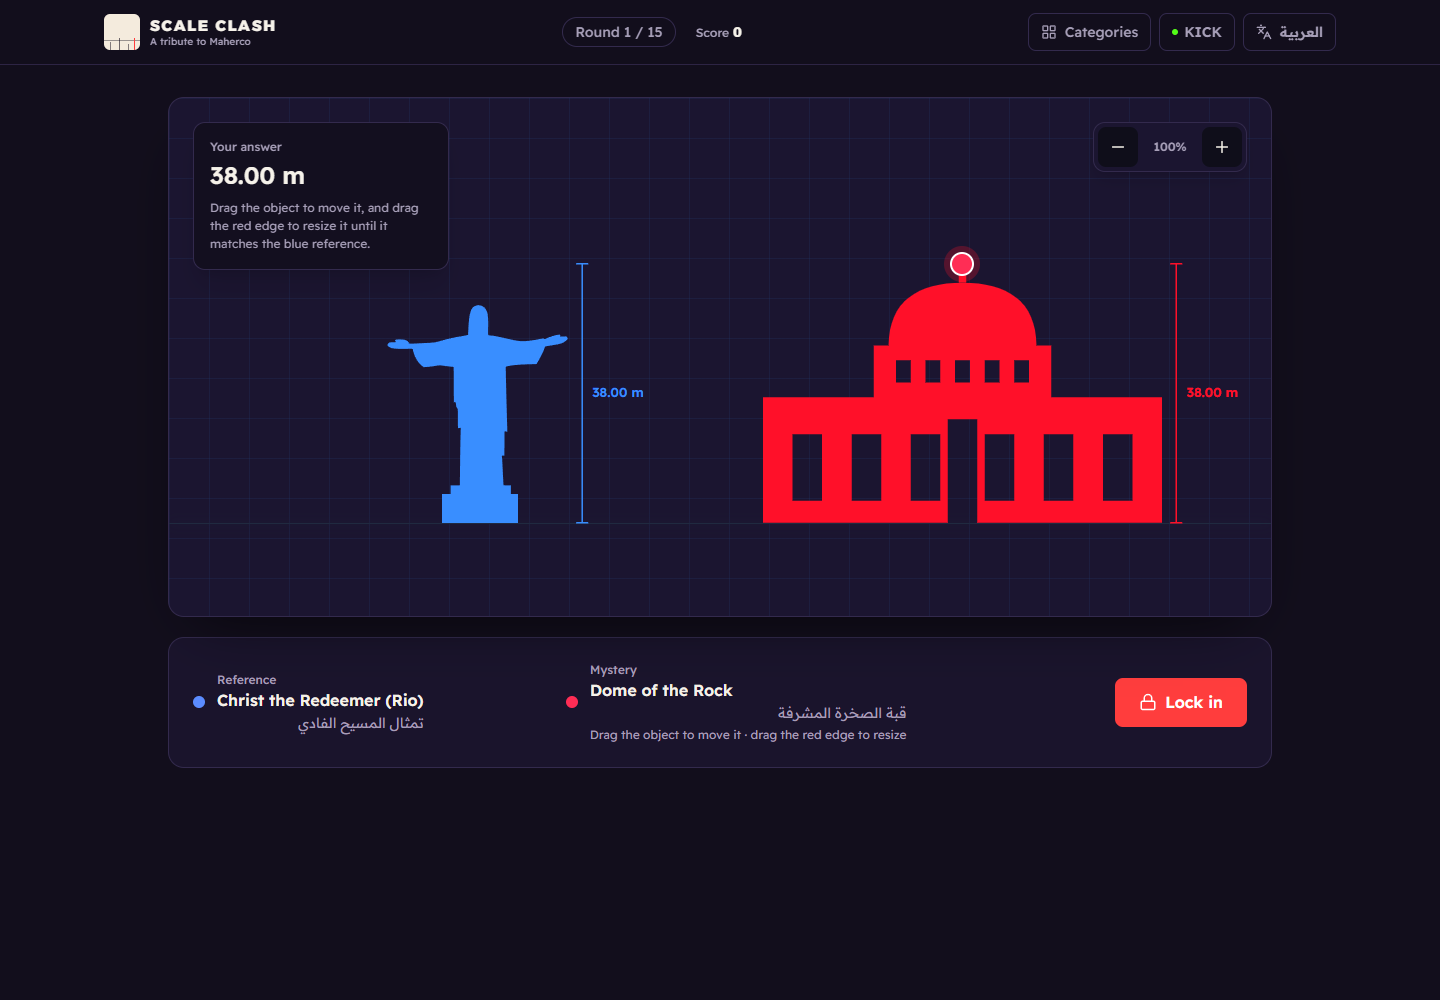 SCALE CLASH
A tribute to Maherco
Round 1 / 15
Score 0
Categories
KICK
العربية
Your answer
38.00 m
Drag the object to move it, and drag
the red edge to resize it until it
matches the blue reference.
100%
38.00 m
38.00 m
Reference
Christ the Redeemer (Rio)
تمثال المسيح الفادي
Mystery
Dome of the Rock
قبة الصخرة المشرفة
Drag the object to move it · drag the red edge to resize
Lock in